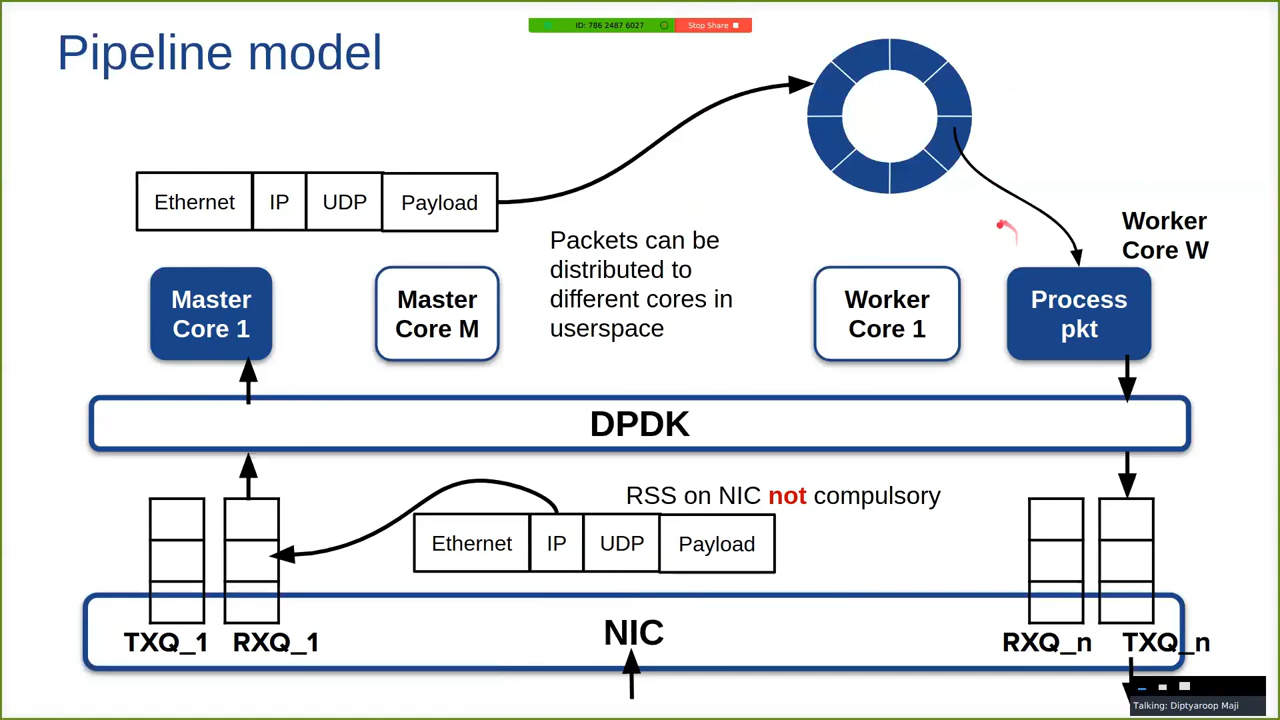 ID: 786 2487 6027
Stop Share
Pipeline model
Ethernet IP UDP Payload
Packets can be
distributed to
different cores in
userspace
Worker
Core W
Master
Core 1
Master
Core M
Worker
Core 1
Process
pkt
DPDK
RSS on NIC not compulsory
Ethernet IP UDP Payload
NIC
TXQ_1 RXQ_1
RXQ_n TXQ_n
Talking: Diptyaroop Maji